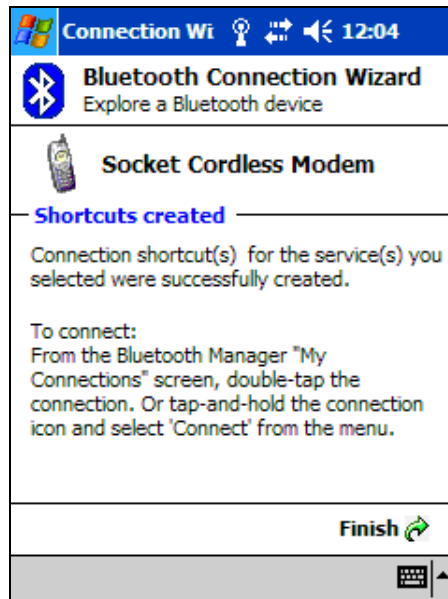 Connection Wi 12:04
Bluetooth Connection Wizard
Explore a Bluetooth device
Socket Cordless Modem
Shortcuts created
Connection shortcut(s) for the service(s) you
selected were successfully created.
To connect:
From the Bluetooth Manager "My
Connections" screen, double-tap the
connection. Or tap-and-hold the connection
icon and select 'Connect' from the menu.
Finish